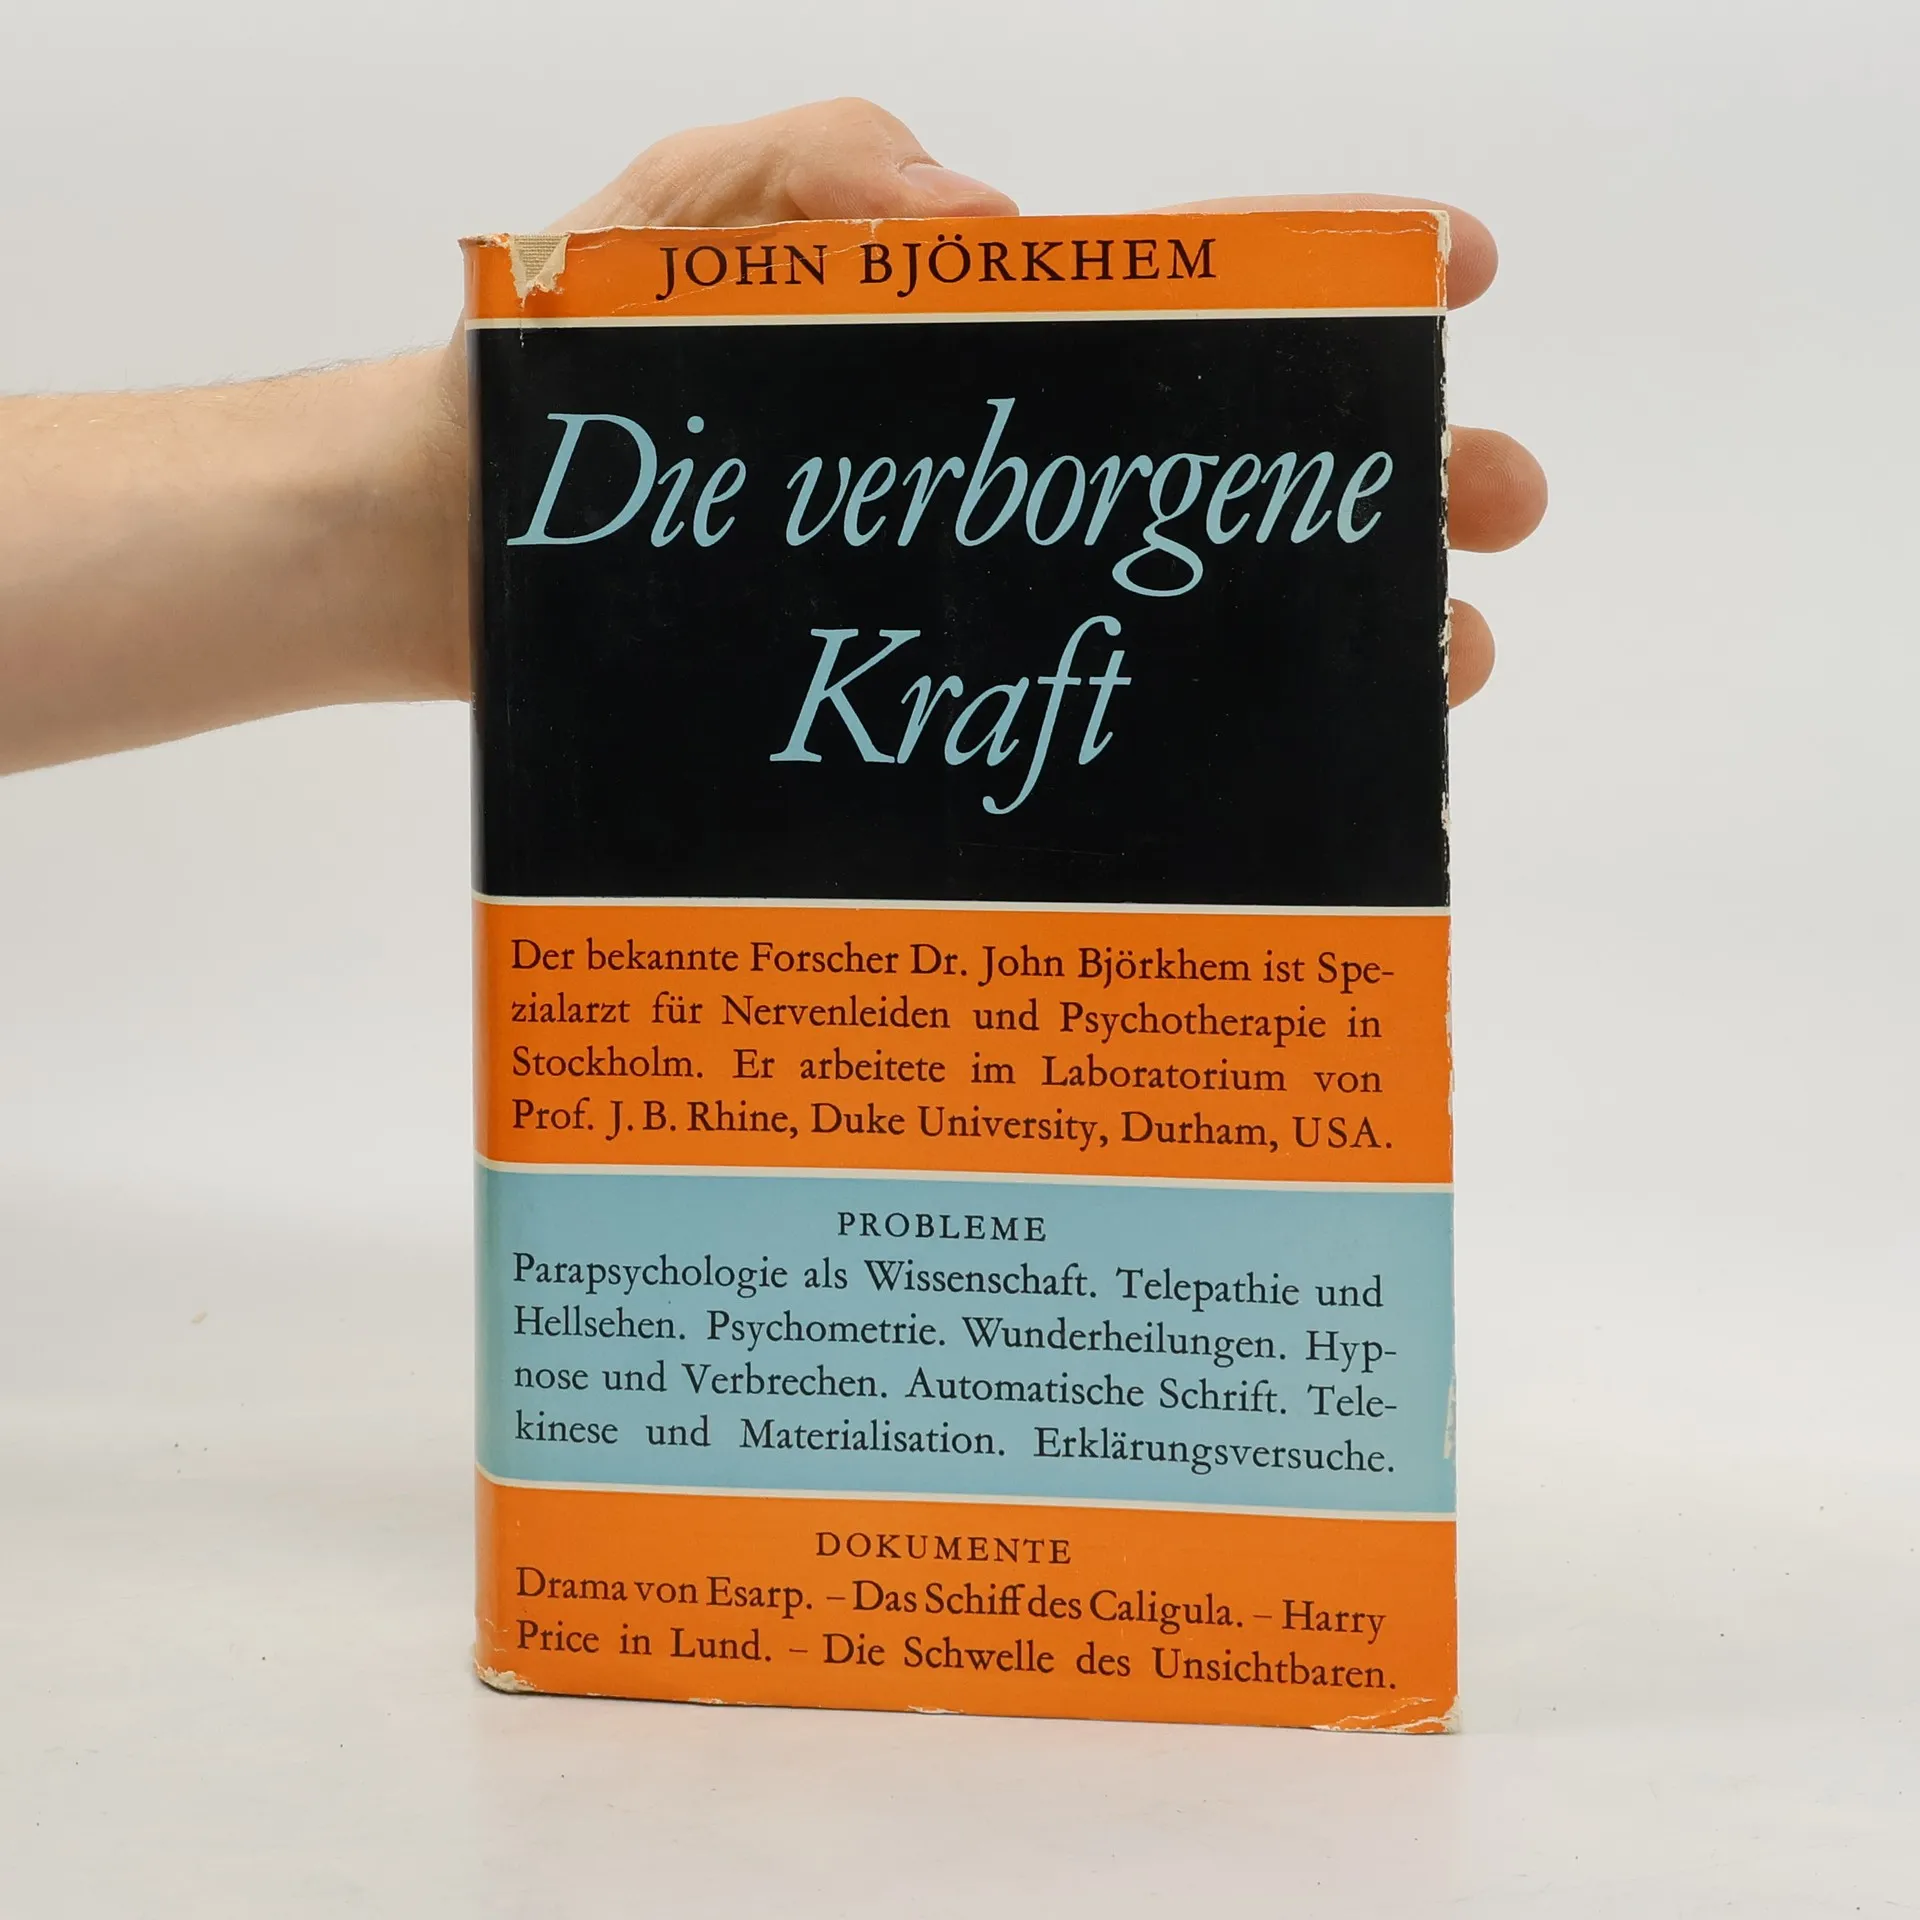 JOHN BJÖRKHEM
Die verborgene
Kraft
Der bekannte Forscher Dr. John Björkhem ist Spe-
zialarzt für Nervenleiden und Psychotherapie in
Stockholm. Er arbeitete im Laboratorium von
Prof. J. B. Rhine, Duke University, Durham, USA.
PROBLEME
Parapsychologie als Wissenschaft. Telepathie und
Hellsehen. Psychometrie. Wunderheilungen. Hyp-
nose und Verbrechen. Automatische Schrift. Tele-
kinese und Materialisation. Erklärungsversuche.
DOKUMENTE
Drama von Esarp. – Das Schiff des Caligula. – Harry
Price in Lund. – Die Schwelle des Unsichtbaren.